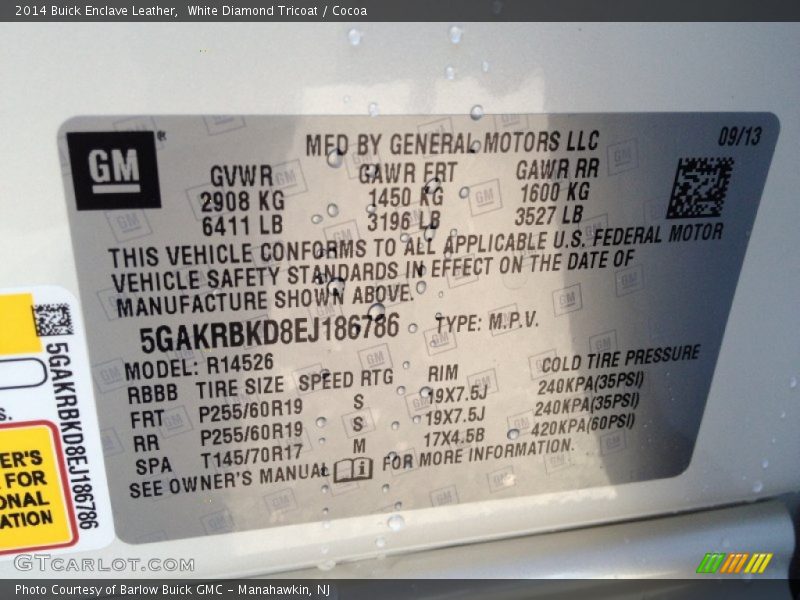 2014 Buick Enclave Leather,  White Diamond Tricoat / Cocoa
GM
MFD BY GENERAL MOTORS LLC
09/13
GVWR GAWR FRT GAWR RR
2908 KG 1450 KG 1600 KG
6411 LB 3196 LB 3527 LB
THIS VEHICLE CONFORMS TO ALL APPLICABLE U.S. FEDERAL MOTOR
VEHICLE SAFETY STANDARDS IN EFFECT ON THE DATE OF
MANUFACTURE SHOWN ABOVE.
5GAKRBKD8EJ186786 TYPE: M.P.V.
MODEL: R14526
RBBB TIRE SIZE SPEED RTG RIM COLD TIRE PRESSURE
FRT P255/60R19 S 19X7.5J 240KPA(35PSI)
RR P255/60R19 S 19X7.5J 240KPA(35PSI)
SPA T145/70R17 M 17X4.5B 420KPA(60PSI)
SEE OWNER'S MANUAL FOR MORE INFORMATION.
5GAKRBKD8EJ186786
S.
ER'S
FOR
ONAL
ATION
GTCARLOT.COM
Photo Courtesy of Barlow Buick GMC - Manahawkin, NJ